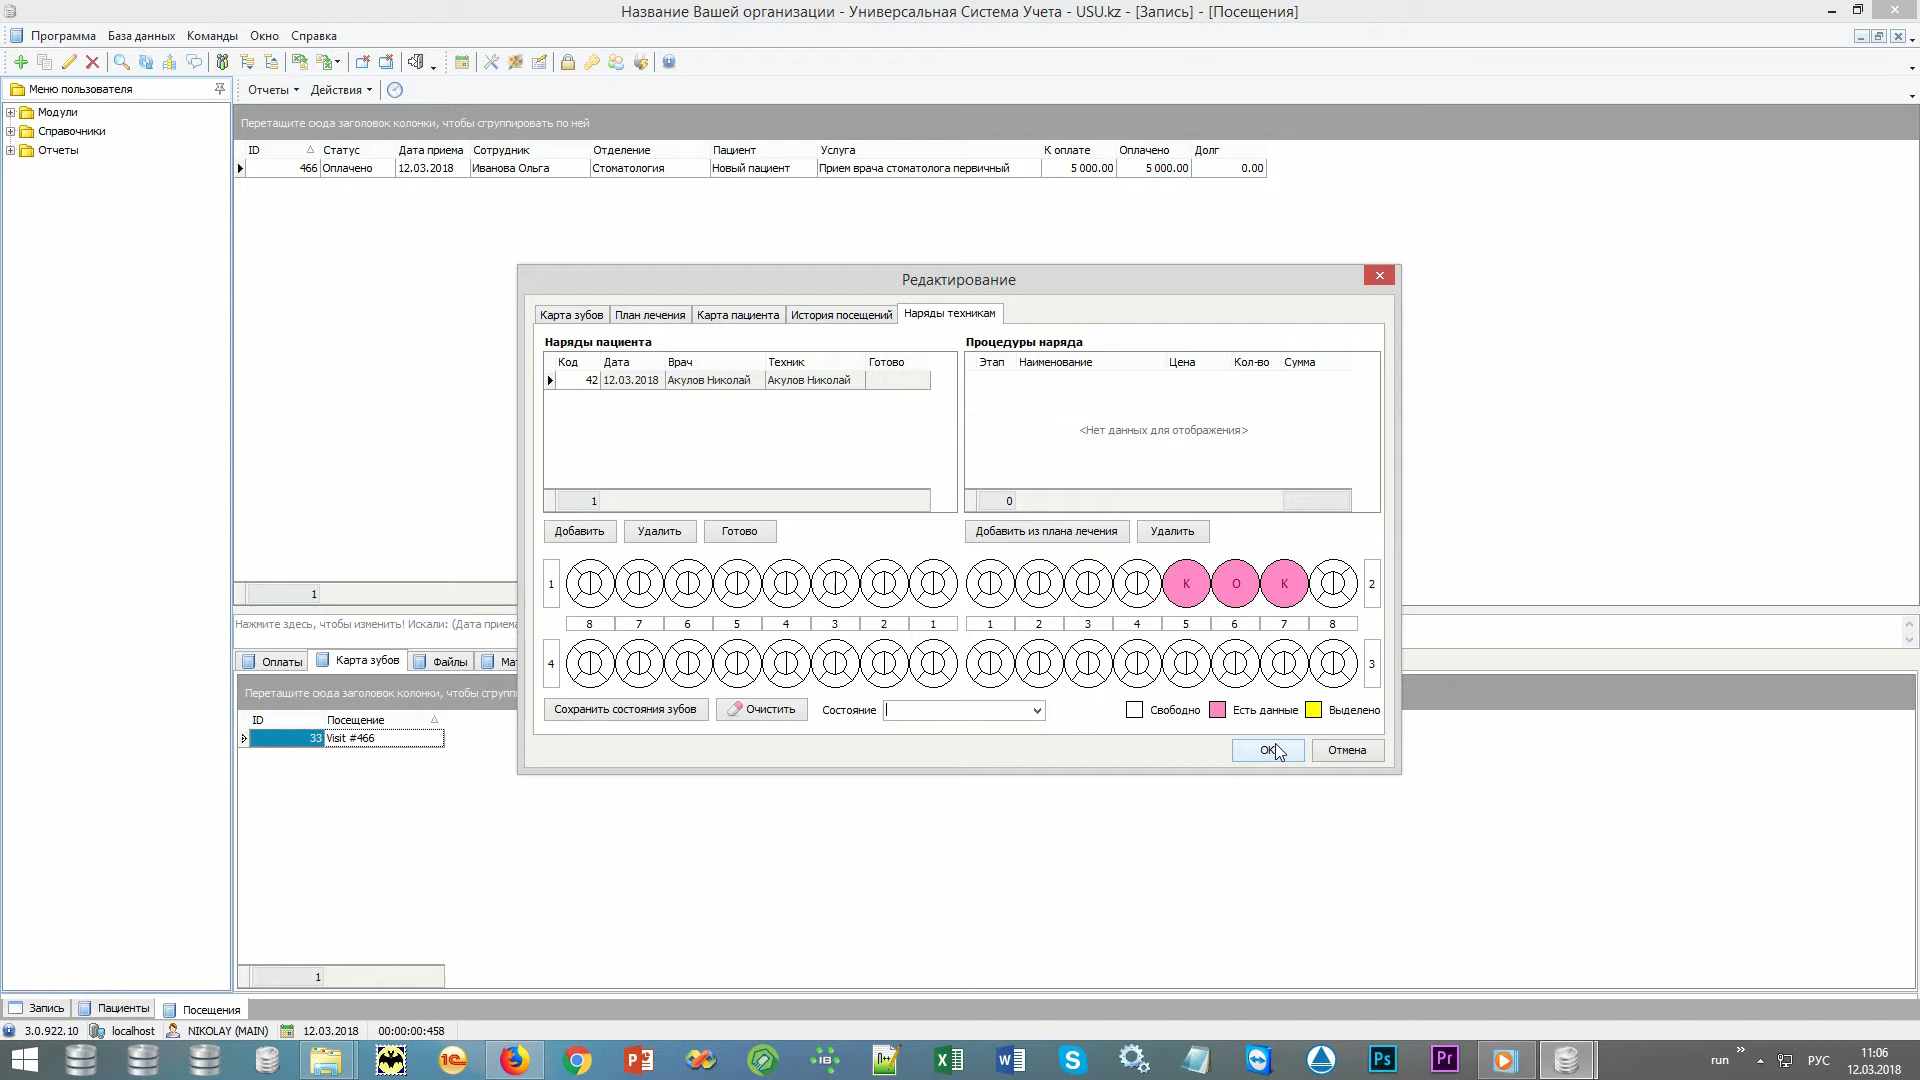 Название Вашей организации - Универсальная Система Учета - USU.kz - [Запись] - [Посещения]
Программа База данных Команды Окно Справка
Меню пользователя
Отчеты Действия
Модули
Справочники
Отчеты
Перетащите сюда заголовок колонки, чтобы сгруппировать по ней
ID Статус Дата приема Сотрудник Отделение Пациент Услуга К оплате Оплачено Долг
466 Оплачено 12.03.2018 Иванова Ольга Стоматология Новый пациент Прием врача стоматолога первичный 5 000.00 5 000.00 0.00
1
Нажмите здесь, чтобы изменить! Искали: (Дата прием
Оплаты Карта зубов Файлы Мат
Перетащите сюда заголовок колонки, чтобы сгрупп
ID Посещение
33 Visit #466
1
Редактирование
Карта зубов План лечения Карта пациента История посещений Наряды техникам
Наряды пациента
Код Дата Врач Техник Готово
42 12.03.2018 Акулов Николай Акулов Николай
1
Добавить Удалить Готово
Процедуры наряда
Этап Наименование Цена Кол-во Сумма
<Нет данных для отображения>
0
Добавить из плана лечения Удалить
1 К О К 2
8 7 6 5 4 3 2 1 1 2 3 4 5 6 7 8
4 3
Сохранить состояния зубов Очистить Состояние Свободно Есть данные Выделено
OK Отмена
Запись Пациенты Посещения
3.0.922.10 localhost NIKOLAY (MAIN) 12.03.2018 00:00:00:458
run РУС 11:06
12.03.2018